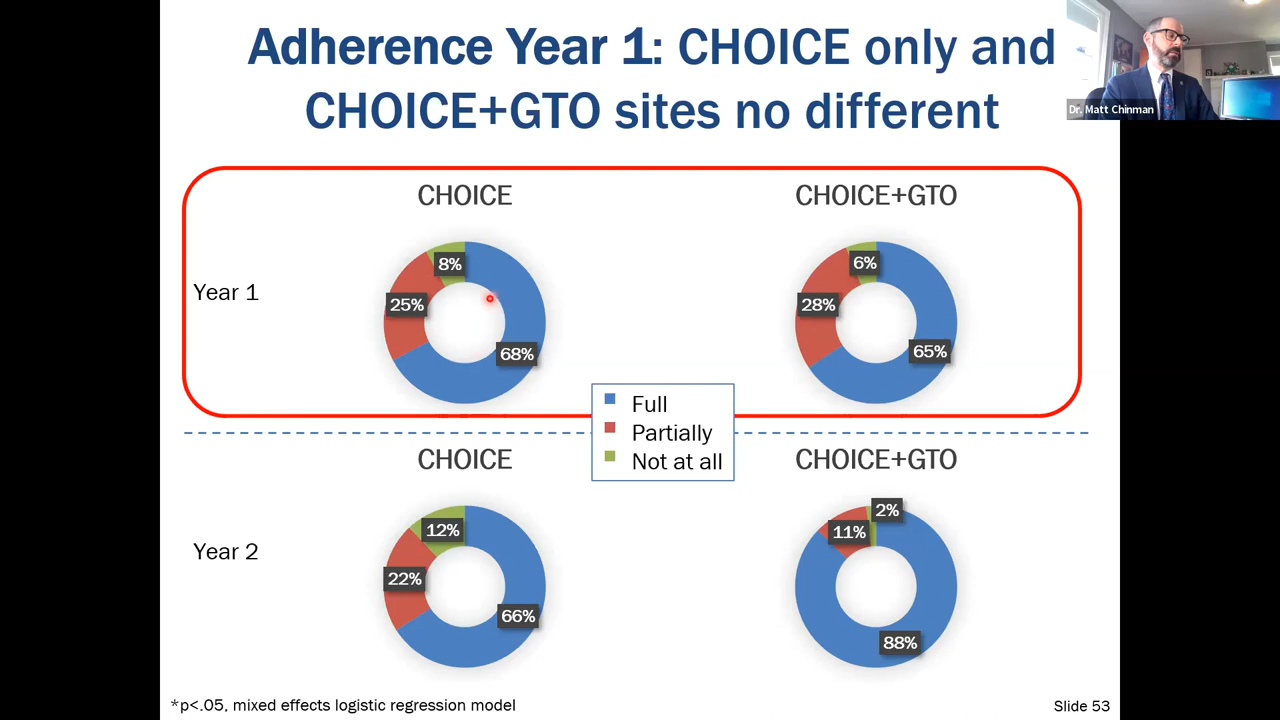 Adherence Year 1: CHOICE only and
CHOICE+GTO sites no different
Dr. Matt Chinman
CHOICE
CHOICE+GTO
Year 1
8%
25%
68%
6%
28%
65%
Full
Partially
Not at all
CHOICE
CHOICE+GTO
Year 2
12%
22%
66%
2%
11%
88%
*p<.05, mixed effects logistic regression model
Slide 53